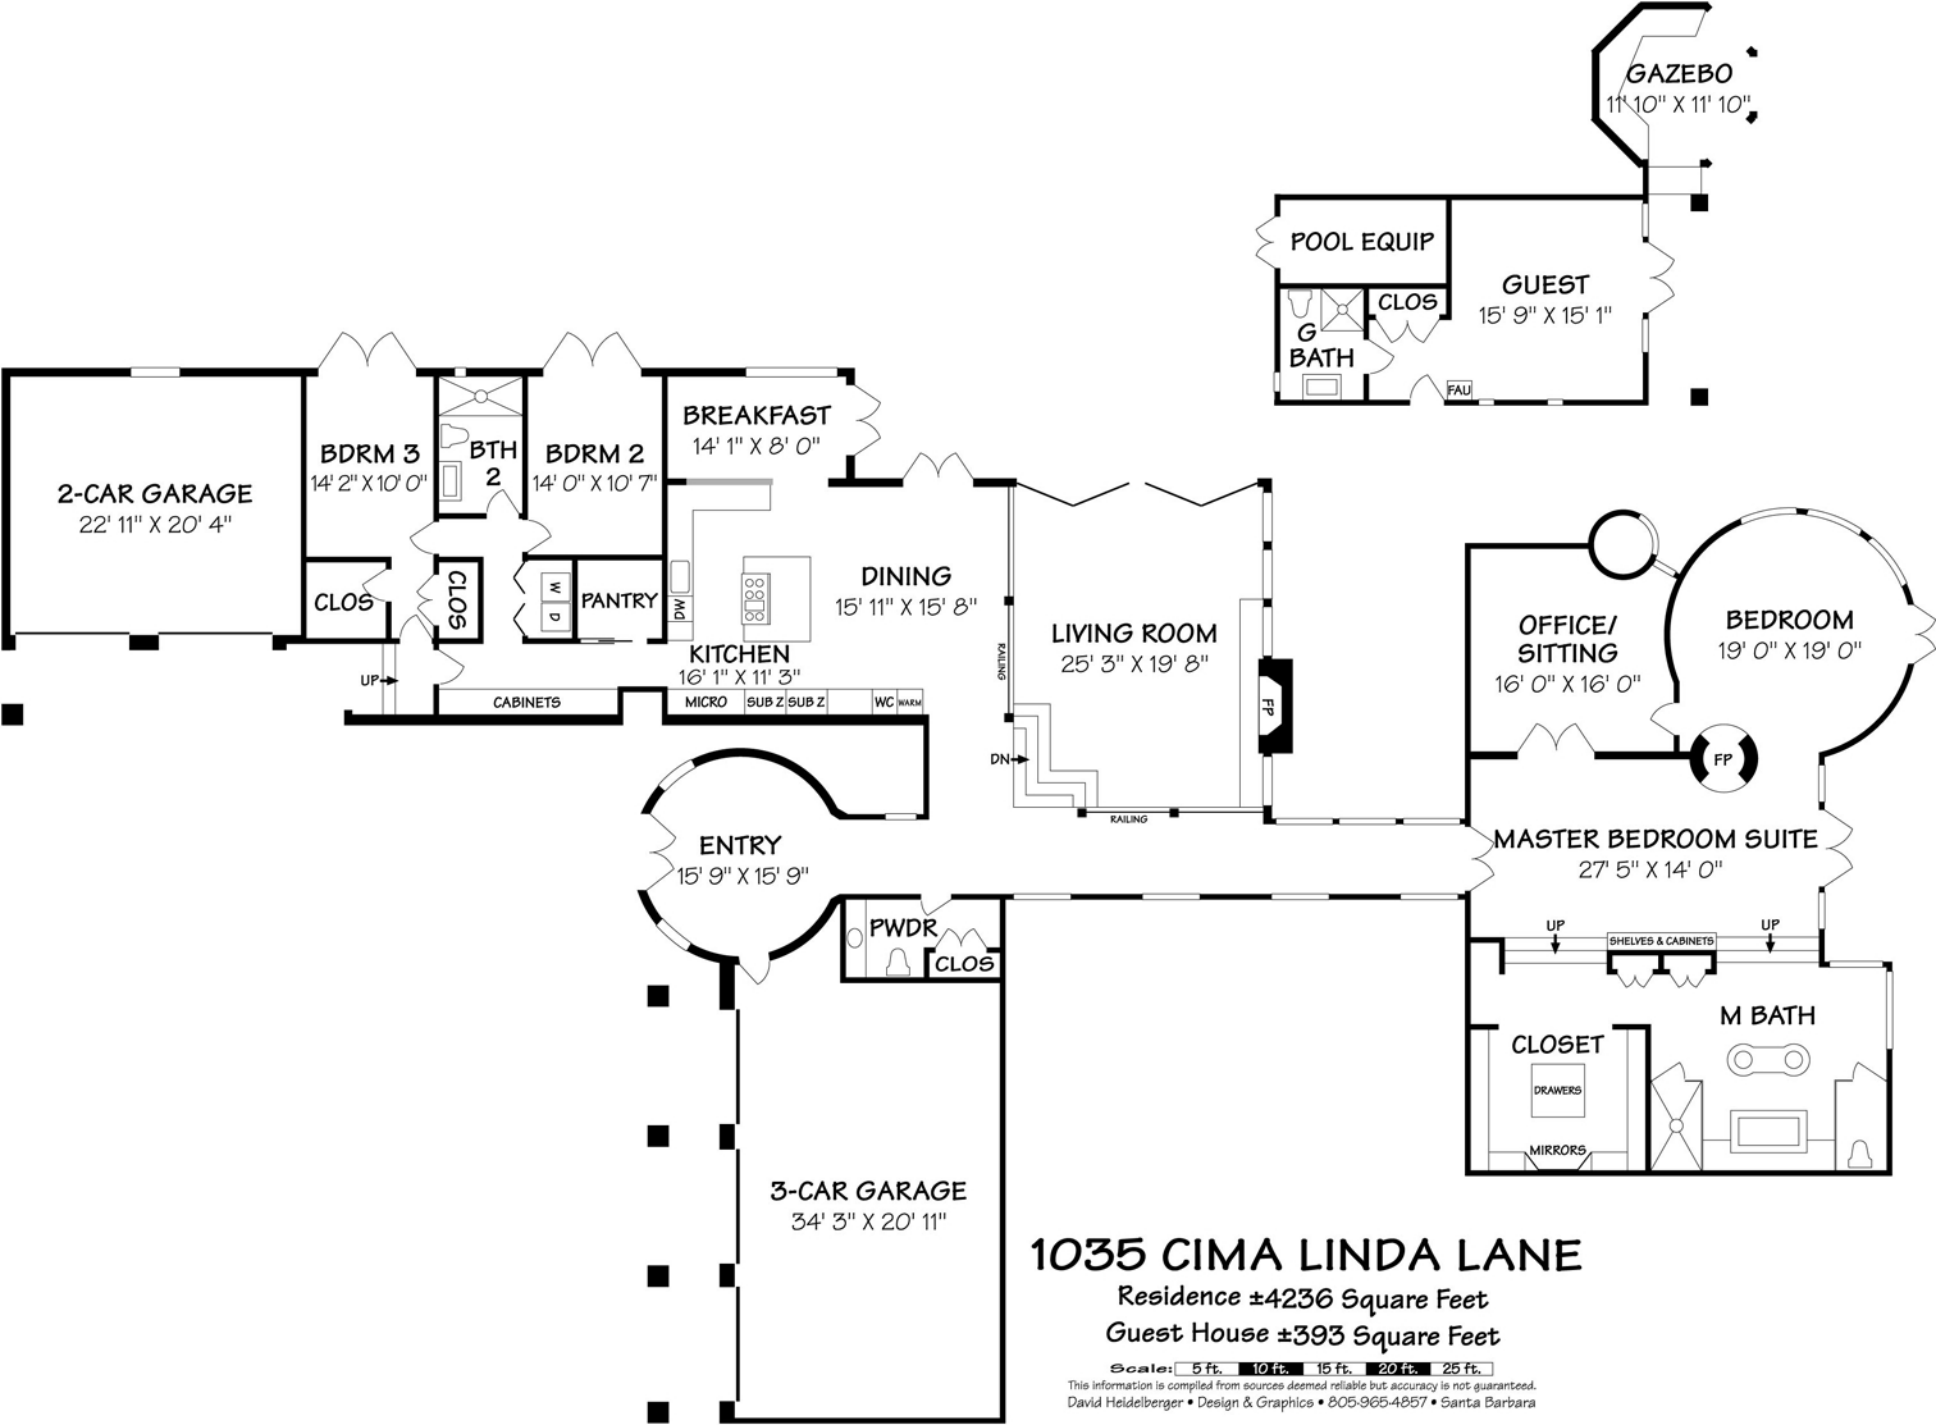 GAZEBO
11' 10" X 11' 10"
POOL EQUIP
GUEST
15' 9" X 15' 1"
CLOS
G
BATH
FAU
2-CAR GARAGE
22' 11" X 20' 4"
BDRM 3
14' 2" X 10' 0"
BTH
2
BDRM 2
14' 0" X 10' 7"
BREAKFAST
14' 1" X 8' 0"
CLOS
CLOS
W
D
PANTRY
DW
DINING
15' 11" X 15' 8"
KITCHEN
16' 1" X 11' 3"
UP
CABINETS
MICRO
SUB Z
SUB Z
WC
WARM
RAILING
LIVING ROOM
25' 3" X 19' 8"
FP
DN
RAILING
OFFICE/
SITTING
16' 0" X 16' 0"
BEDROOM
19' 0" X 19' 0"
FP
ENTRY
15' 9" X 15' 9"
MASTER BEDROOM SUITE
27' 5" X 14' 0"
PWDR
CLOS
UP
SHELVES & CABINETS
UP
M BATH
CLOSET
DRAWERS
MIRRORS
3-CAR GARAGE
34' 3" X 20' 11"
1035 CIMA LINDA LANE
Residence ±4236 Square Feet
Guest House ±393 Square Feet
Scale: 5 ft. 10 ft. 15 ft. 20 ft. 25 ft.
This information is compiled from sources deemed reliable but accuracy is not guaranteed.
David Heidelberger • Design & Graphics • 805-965-4857 • Santa Barbara